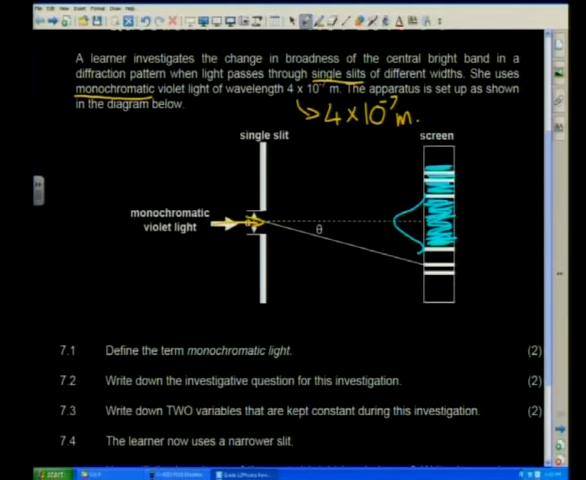 A learner investigates the change in broadness of the central bright band in a
diffraction pattern when light passes through single slits of different widths. She uses
monochromatic violet light of wavelength 4 x 10⁻⁷ m. The apparatus is set up as shown
in the diagram below.
4 x 10⁻⁷ m.
single slit
screen
monochromatic
violet light
θ
7.1 Define the term monochromatic light. (2)
7.2 Write down the investigative question for this investigation. (2)
7.3 Write down TWO variables that are kept constant during this investigation. (2)
7.4 The learner now uses a narrower slit.
start